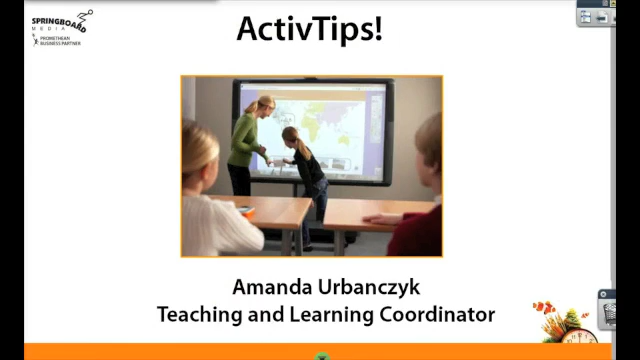 ActivTips!
SPRINGBOARD
MEDIA
PROMETHEAN
BUSINESS PARTNER
Amanda Urbanczyk
Teaching and Learning Coordinator